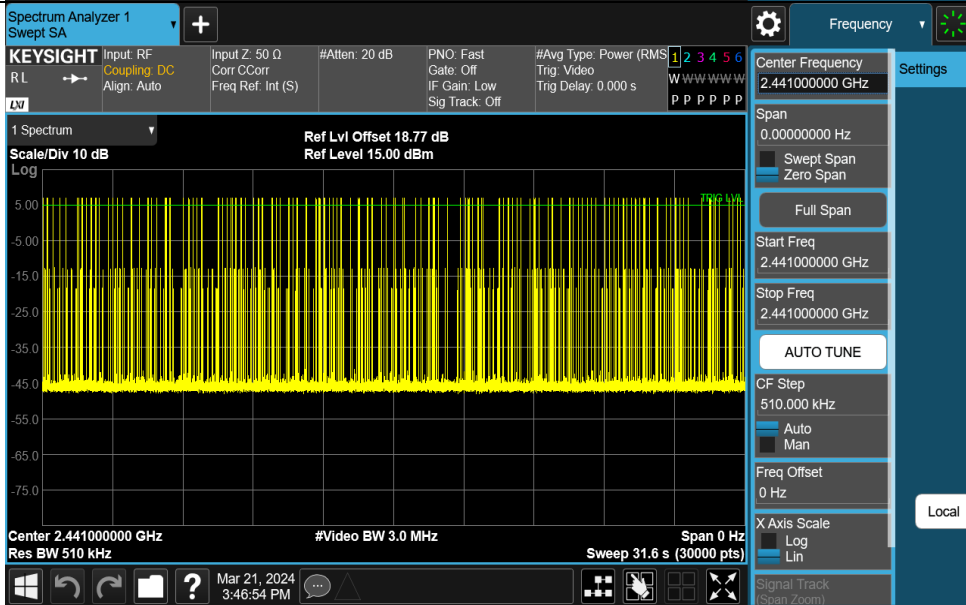 Spectrum Analyzer 1
Swept SA
+
Frequency
KEYSIGHT
RL
LXI
Input: RF
Coupling: DC
Align: Auto
Input Z: 50 Ω
Corr CCorr
Freq Ref: Int (S)
#Atten: 20 dB
PNO: Fast
Gate: Off
IF Gain: Low
Sig Track: Off
#Avg Type: Power (RMS
Trig: Video
Trig Delay: 0.000 s
1 2 3 4 5 6
W W W W W W
P P P P P P
1 Spectrum
Scale/Div 10 dB
Ref Lvl Offset 18.77 dB
Ref Level 15.00 dBm
Log
TRIG LVL
5.00
-5.00
-15.0
-25.0
-35.0
-45.0
-55.0
-65.0
-75.0
Center 2.441000000 GHz
Res BW 510 kHz
#Video BW 3.0 MHz
Span 0 Hz
Sweep 31.6 s (30000 pts)
?
Mar 21, 2024
3:46:54 PM
Center Frequency
2.441000000 GHz
Span
0.00000000 Hz
Swept Span
Zero Span
Full Span
Start Freq
2.441000000 GHz
Stop Freq
2.441000000 GHz
AUTO TUNE
CF Step
510.000 kHz
Auto
Man
Freq Offset
0 Hz
X Axis Scale
Log
Lin
Signal Track
(Span Zoom)
Settings
Local